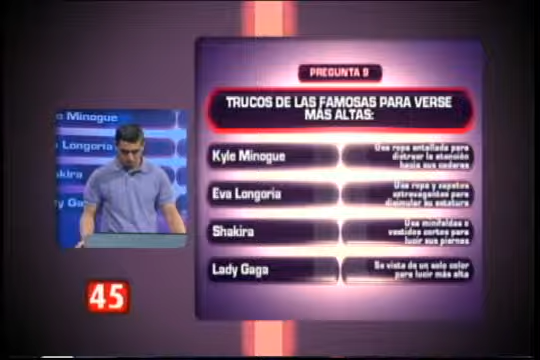 PREGUNTA 9
TRUCOS DE LAS FAMOSAS PARA VERSE
MÁS ALTAS:
Kyle Minogue
Usa ropa entallada para
distraer la atención
hacia sus caderas
Eva Longoria
Usa ropa y zapatos
extravagantes para
disimular su estatura
Shakira
Usa minifaldas o
vestidos cortos para
lucir sus piernas
Lady Gaga
Se viste de un solo color
para lucir más alta
Minogue
Longoria
akira
dy Ga
45